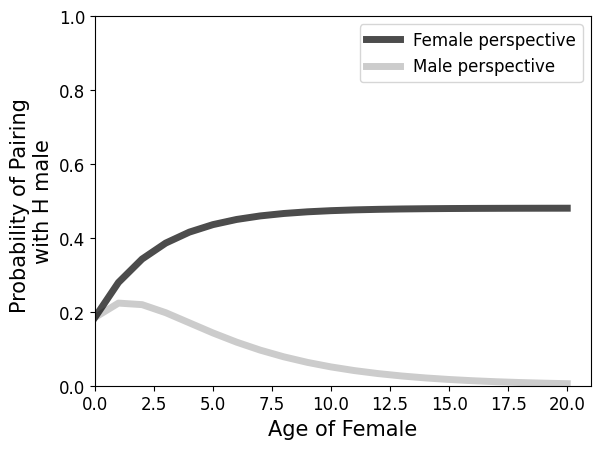 1.0
0.8
0.6
0.4
0.2
0.0
Probability of Pairing
with H male
Female perspective
Male perspective
0.0 2.5 5.0 7.5 10.0 12.5 15.0 17.5 20.0
Age of Female